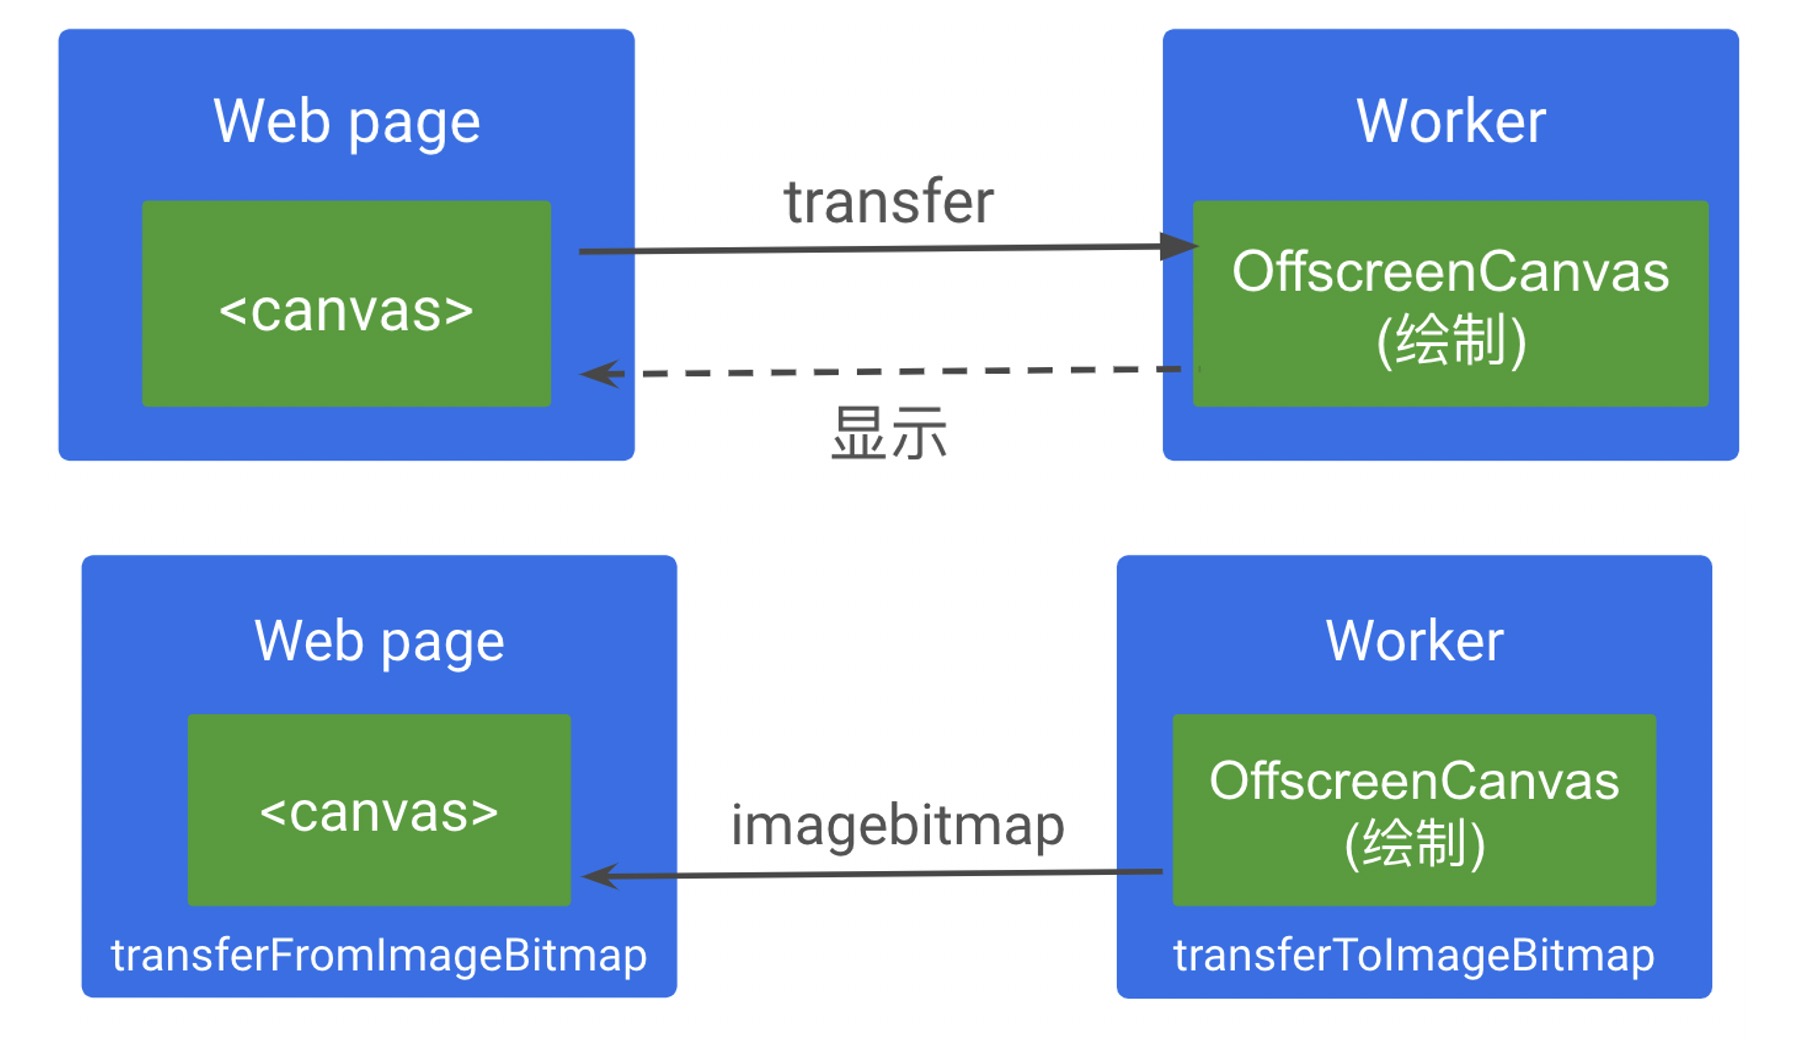 Web page
Worker
transfer
<canvas>
OffscreenCanvas
(绘制)
显示
Web page
Worker
<canvas>
imagebitmap
OffscreenCanvas
(绘制)
transferFromImageBitmap
transferToImageBitmap